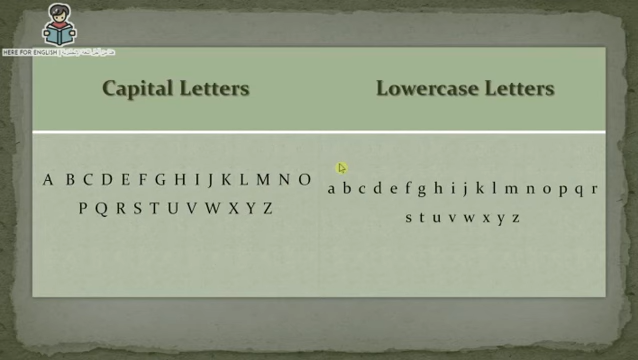 HERE FOR ENGLISH
Capital Letters
Lowercase Letters
A B C D E F G H I J K L M N O
P Q R S T U V W X Y Z
a b c d e f g h i j k l m n o p q r
s t u v w x y z